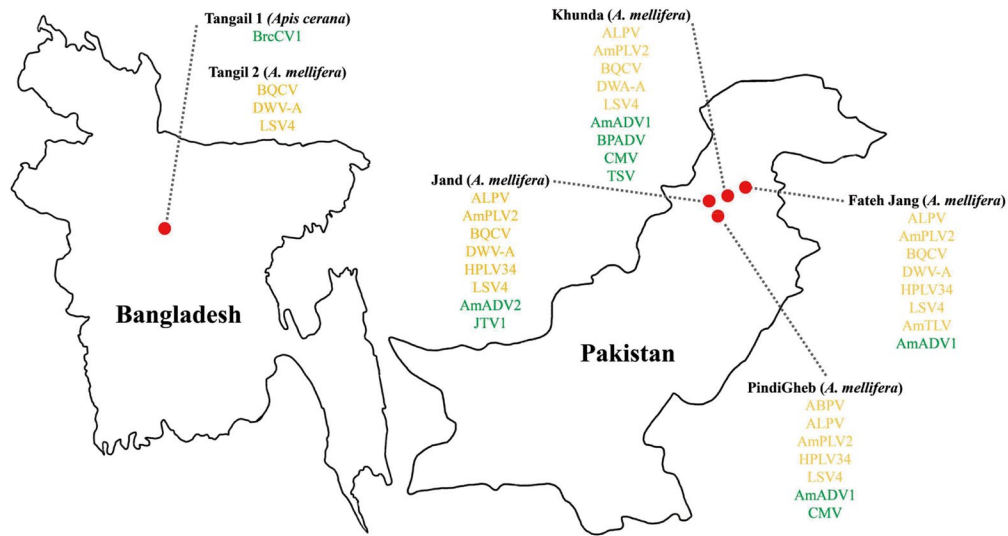 Tangail 1 (Apis cerana)
BrcCV1
Tangil 2 (A. mellifera)
BQCV
DWV-A
LSV4
Bangladesh
Khunda (A. mellifera)
ALPV
AmPLV2
BQCV
DWA-A
LSV4
AmADV1
BPADV
CMV
TSV
Jand (A. mellifera)
ALPV
AmPLV2
BQCV
DWV-A
HPLV34
LSV4
AmADV2
JTV1
Fateh Jang (A. mellifera)
ALPV
AmPLV2
BQCV
DWV-A
HPLV34
LSV4
AmTLV
AmADV1
Pakistan
PindiGheb (A. mellifera)
ABPV
ALPV
AmPLV2
HPLV34
LSV4
AmADV1
CMV